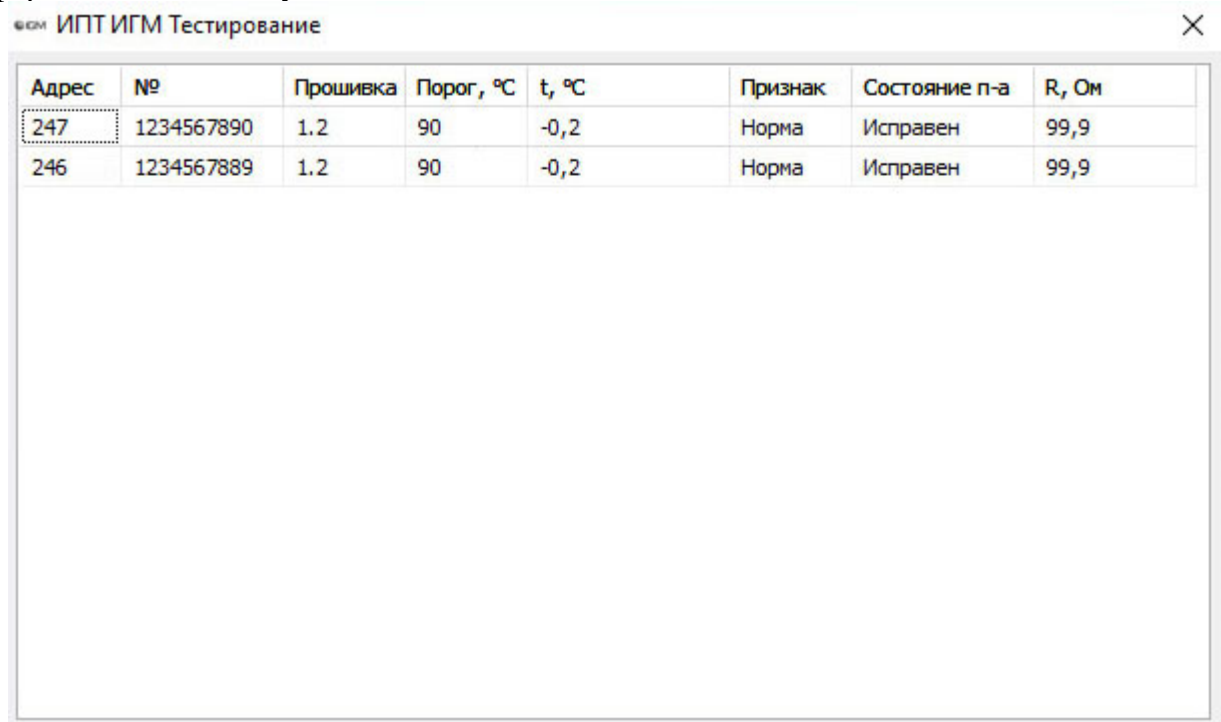 GM ИПТ ИГМ Тестирование
Адрес № Прошивка Порог, °C t, °C Признак Состояние п-а R, Ом
247 1234567890 1.2 90 -0,2 Норма Исправен 99,9
246 1234567889 1.2 90 -0,2 Норма Исправен 99,9